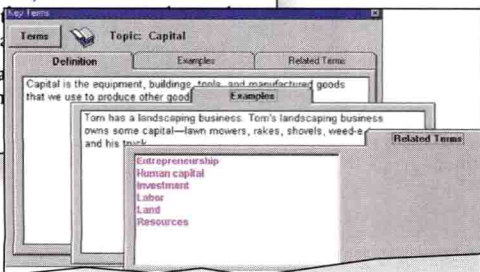 Key Terms
Terms
Topic: Capital
Definition
Examples
Related Terms
Capital is the equipment, buildings, tools, and manufactured goods
that we use to produce other good
Examples
Tom has a landscaping business. Tom's landscaping business
owns some capital—lawn mowers, rakes, shovels, weed-e
and his truck
Related Terms
Entrepreneurship
Human capital
Investment
Labor
Land
Resources